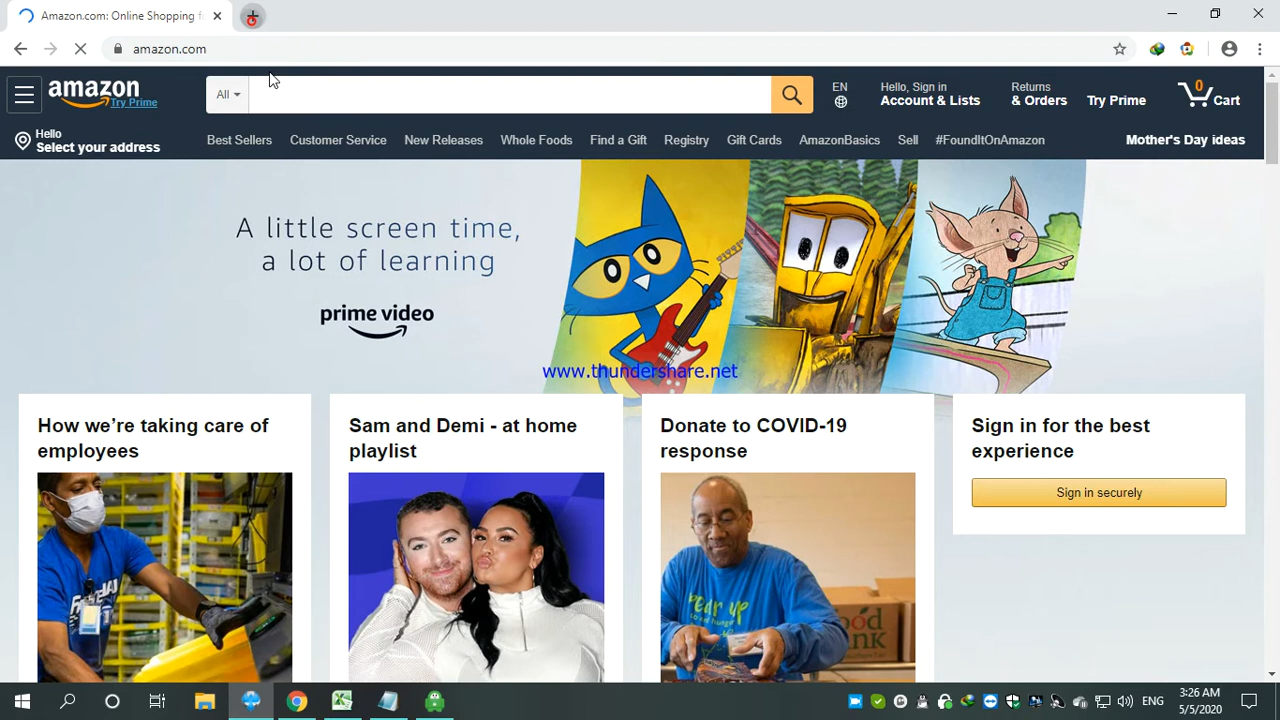 Amazon.com: Online Shopping f
amazon.com
amazon
Try Prime
All
EN
Hello, Sign in
Account & Lists
Returns
& Orders
Try Prime
0
Cart
Hello
Select your address
Best Sellers
Customer Service
New Releases
Whole Foods
Find a Gift
Registry
Gift Cards
AmazonBasics
Sell
#FoundItOnAmazon
Mother's Day ideas
A little screen time,
a lot of learning
prime video
www.thundershare.net
How we’re taking care of
employees
Sam and Demi - at home
playlist
Donate to COVID-19
response
Sign in for the best
experience
Sign in securely
ENG
3:26 AM
5/5/2020